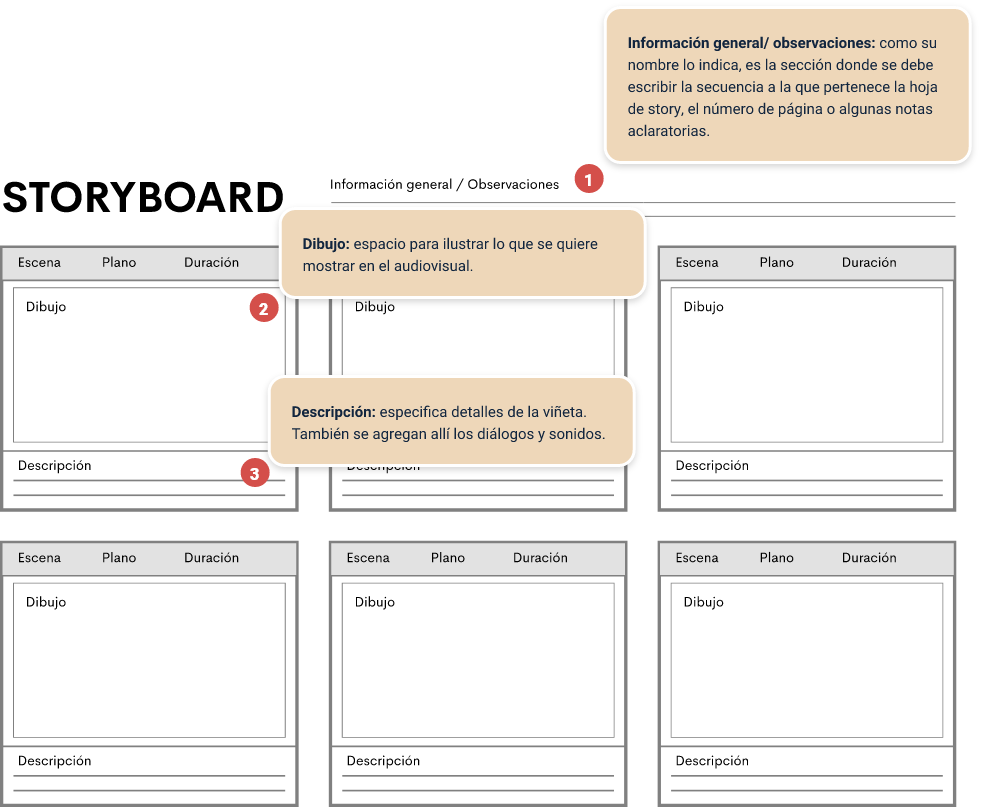 Información general/ observaciones: como su
nombre lo indica, es la sección donde se debe
escribir la secuencia a la que pertenece la hoja
de story, el número de página o algunas notas
aclaratorias.
STORYBOARD
Información general / Observaciones
1
Dibujo: espacio para ilustrar lo que se quiere
mostrar en el audiovisual.
Escena Plano Duración
Escena Plano Duración
Dibujo
2
Dibujo
Dibujo
Descripción: especifica detalles de la viñeta.
También se agregan allí los diálogos y sonidos.
Descripción
3
Descripción
Descripción
Escena Plano Duración
Escena Plano Duración
Escena Plano Duración
Dibujo
Dibujo
Dibujo
Descripción
Descripción
Descripción